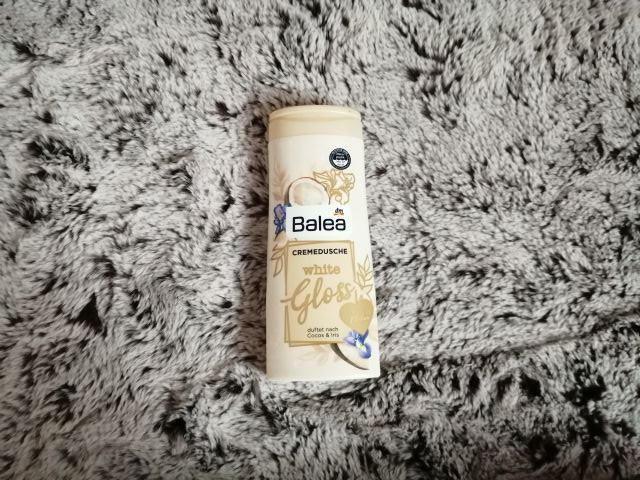 dm
Balea
CREMEDUSCHE
white
Gloss
duftet nach
Cocos & Iris